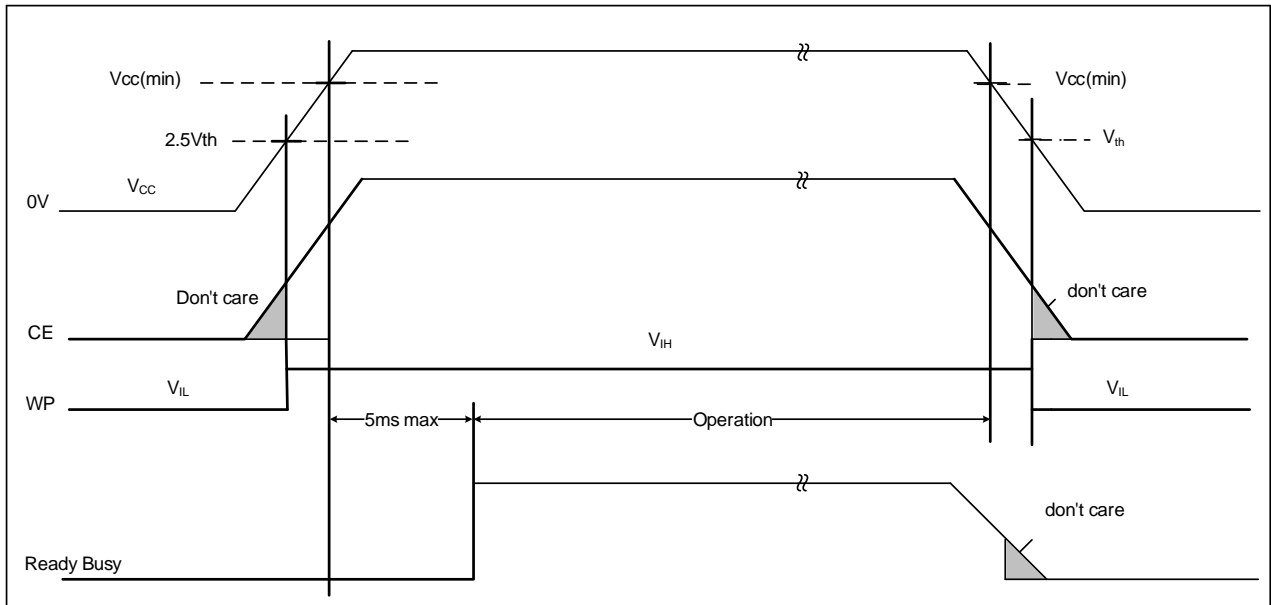 Vcc(min)
Vcc(min)
2.5Vth
Vth
VCC
0V
Don't care
don't care
CE
VIH
VIL
VIL
WP
5ms max
Operation
don't care
Ready Busy